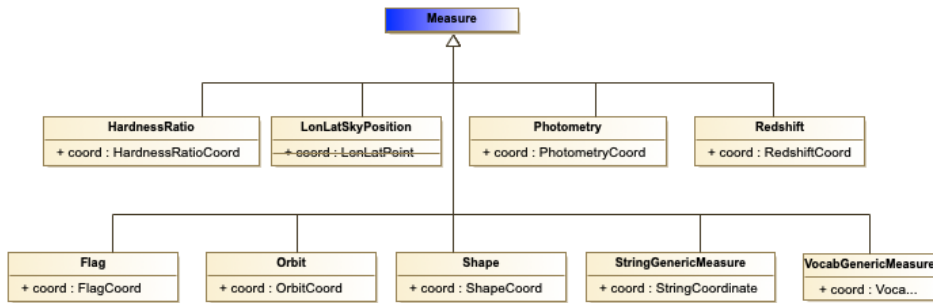 Measure
HardnessRatio
+ coord : HardnessRatioCoord
LonLatSkyPosition
+ coord : LonLatPoint
Photometry
+ coord : PhotometryCoord
Redshift
+ coord : RedshiftCoord
Flag
+ coord : FlagCoord
Orbit
+ coord : OrbitCoord
Shape
+ coord : ShapeCoord
StringGenericMeasure
+ coord : StringCoordinate
VocabGenericMeasure
+ coord : Voca...